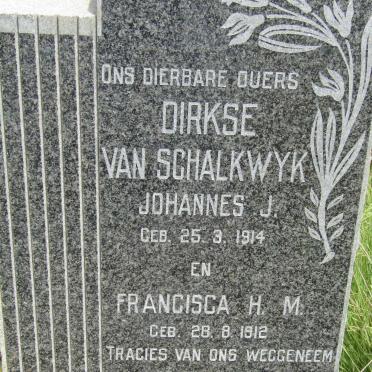 ONS DIERBARE OUERS
DIRKSE
VAN SCHALKWYK
JOHANNES J.
GEB. 25. 3. 1914
EN
FRANCISCA H. M.
GEB. 28. 8. 1912
TRAGIES VAN ONS WEGGENEEM